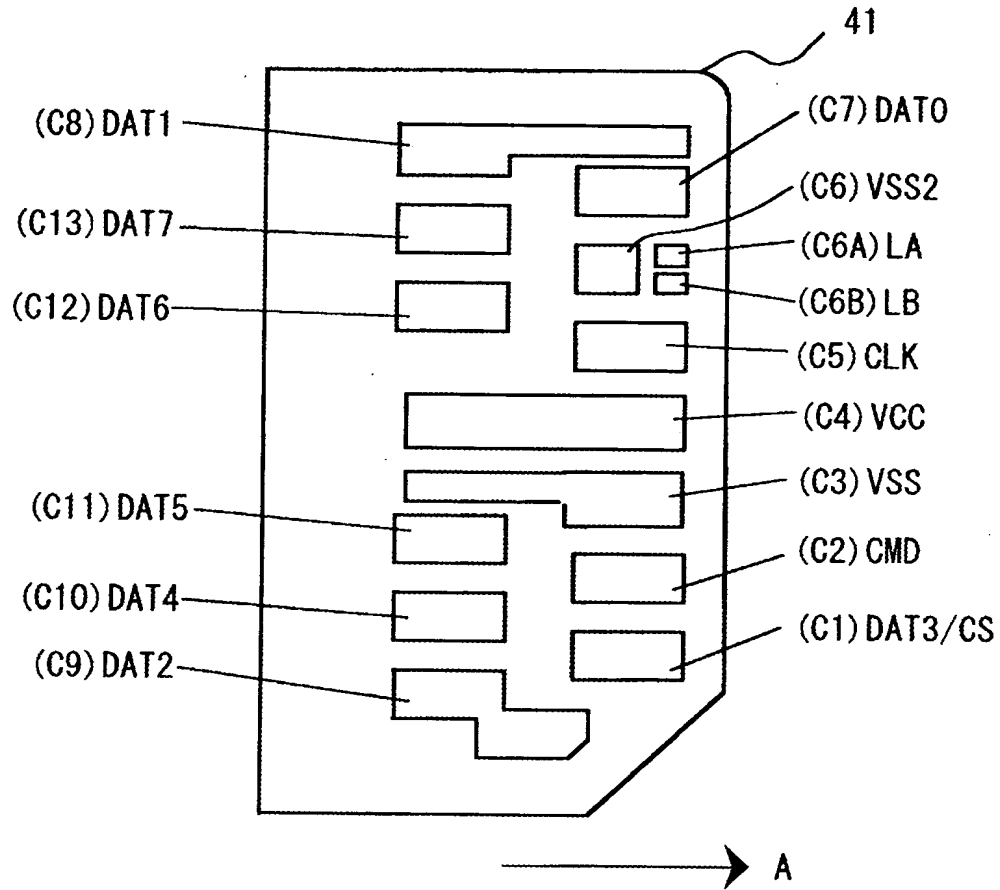 41
(C8)DAT1
(C7)DAT0
(C6)VSS2
(C13)DAT7
(C6A)LA
(C12)DAT6
(C6B)LB
(C5)CLK
(C4)VCC
(C3)VSS
(C11)DAT5
(C2)CMD
(C10)DAT4
(C1)DAT3/CS
(C9)DAT2
A